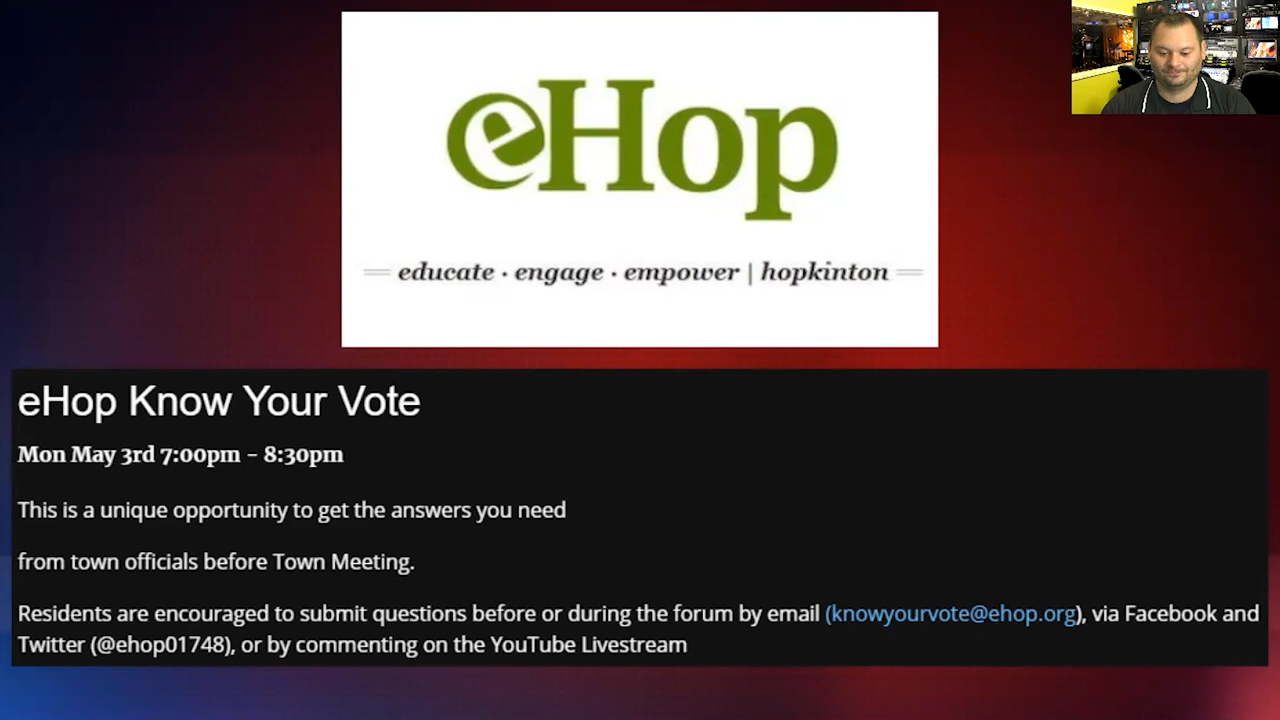 eHop
educate · engage · empower | hopkinton
eHop Know Your Vote
Mon May 3rd 7:00pm - 8:30pm
This is a unique opportunity to get the answers you need
from town officials before Town Meeting.
Residents are encouraged to submit questions before or during the forum by email (knowyourvote@ehop.org), via Facebook and
Twitter (@ehop01748), or by commenting on the YouTube Livestream